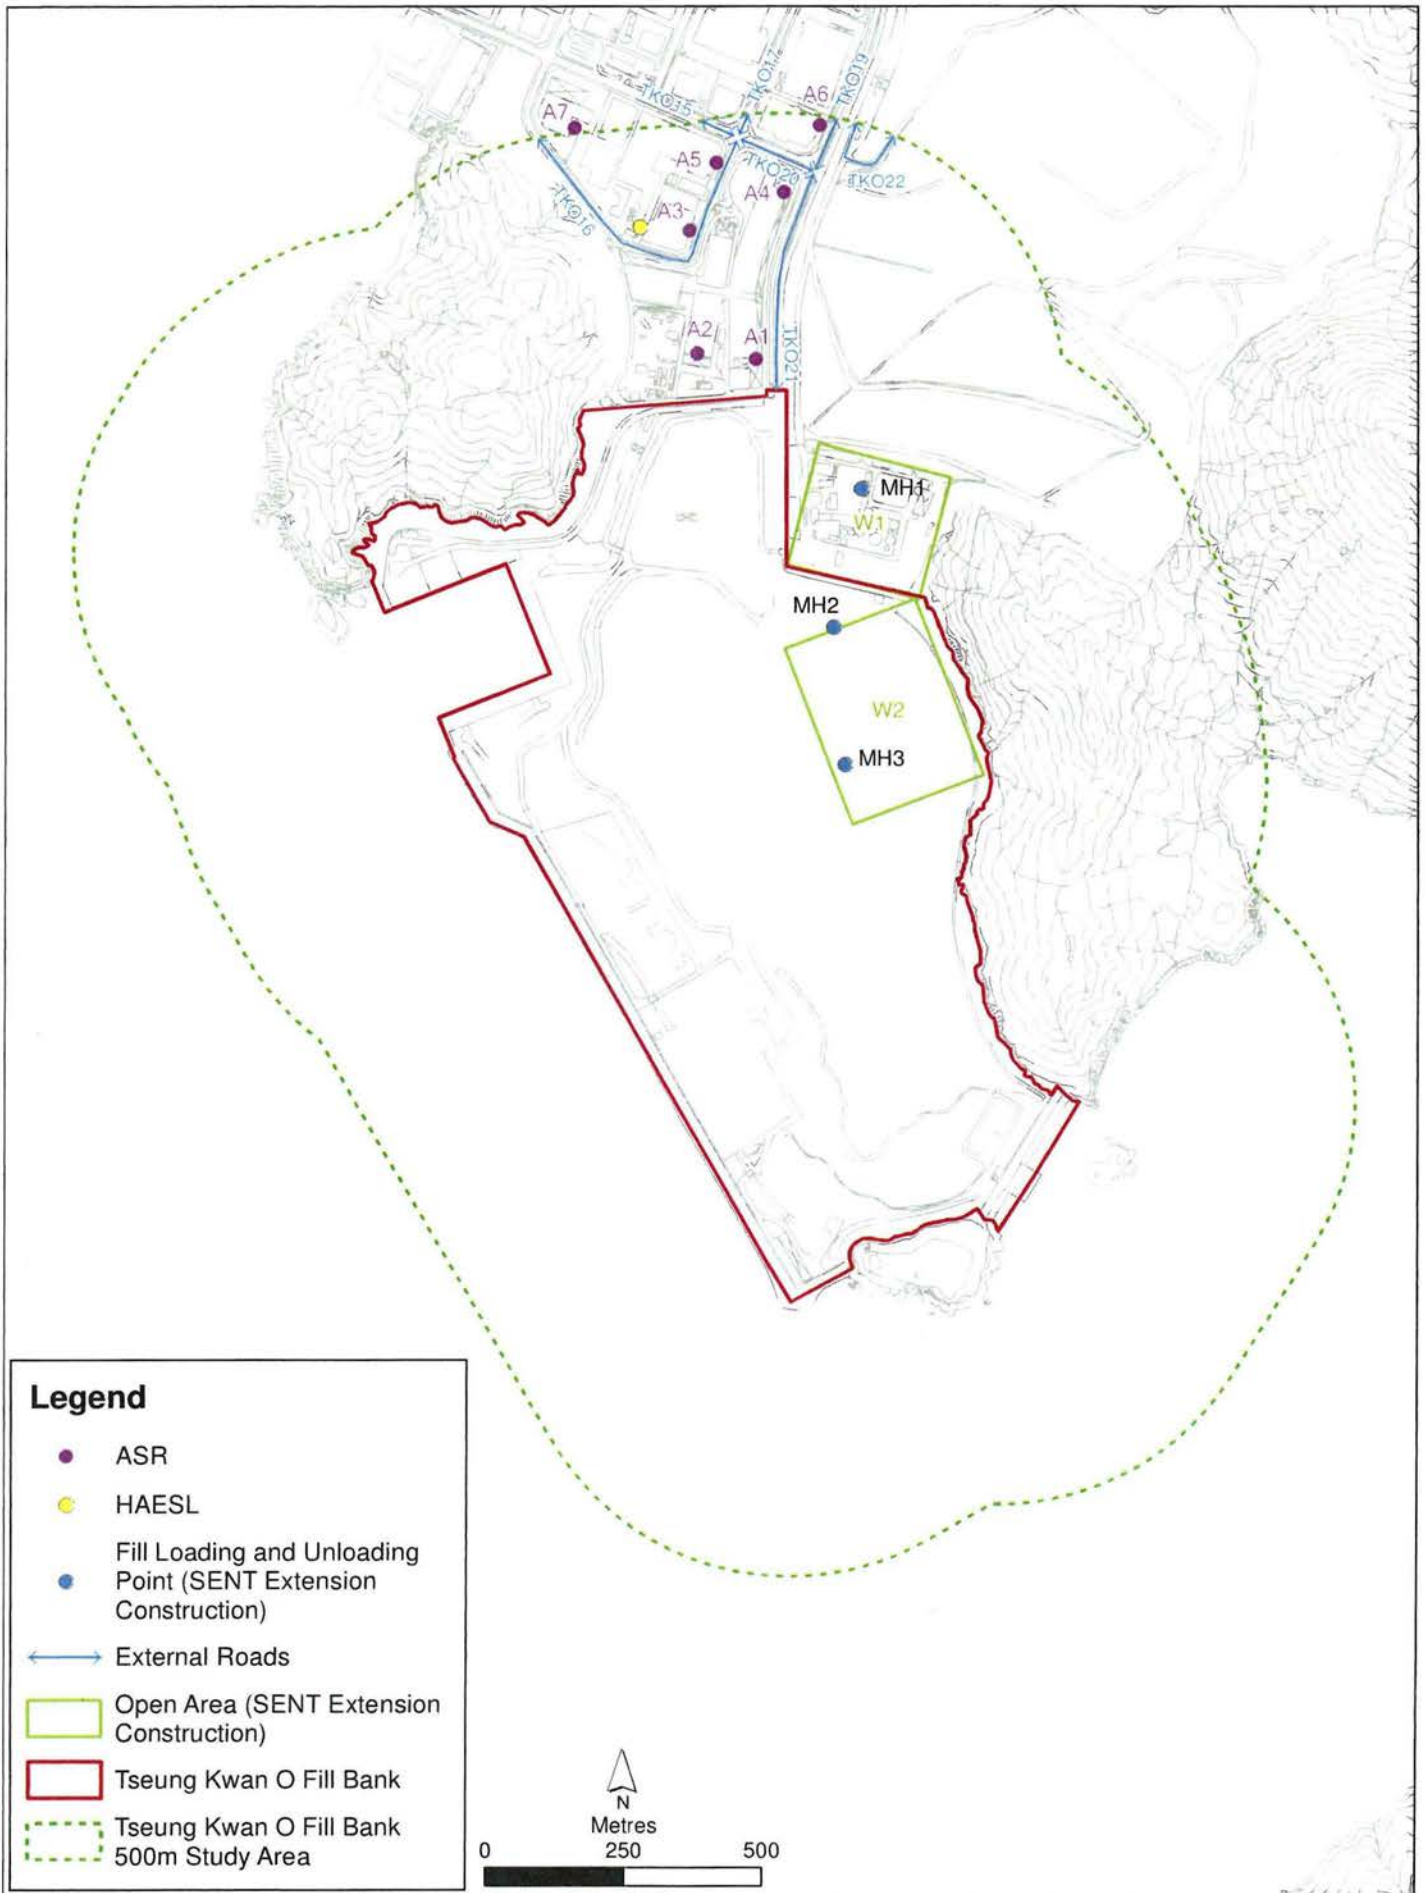 TKO17
TKO19
TKO15
A6
A7
TKO20
A5
TKO22
A4
TKO16
A3
A2
A1
TKO21
MH1
W1
MH2
W2
MH3
Legend
ASR
HAESL
Fill Loading and Unloading
Point (SENT Extension
Construction)
External Roads
Open Area (SENT Extension
Construction)
Tseung Kwan O Fill Bank
Tseung Kwan O Fill Bank
500m Study Area
N
Metres
0 250 500